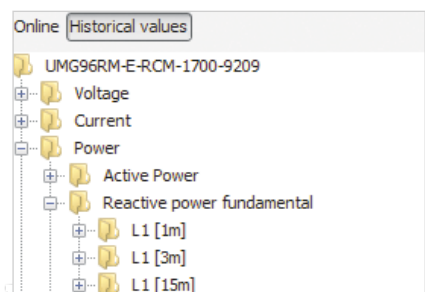 Online Historical values
UMG96RM-E-RCM-1700-9209
Voltage
Current
Power
Active Power
Reactive power fundamental
L1 [1m]
L1 [3m]
L1 [15m]